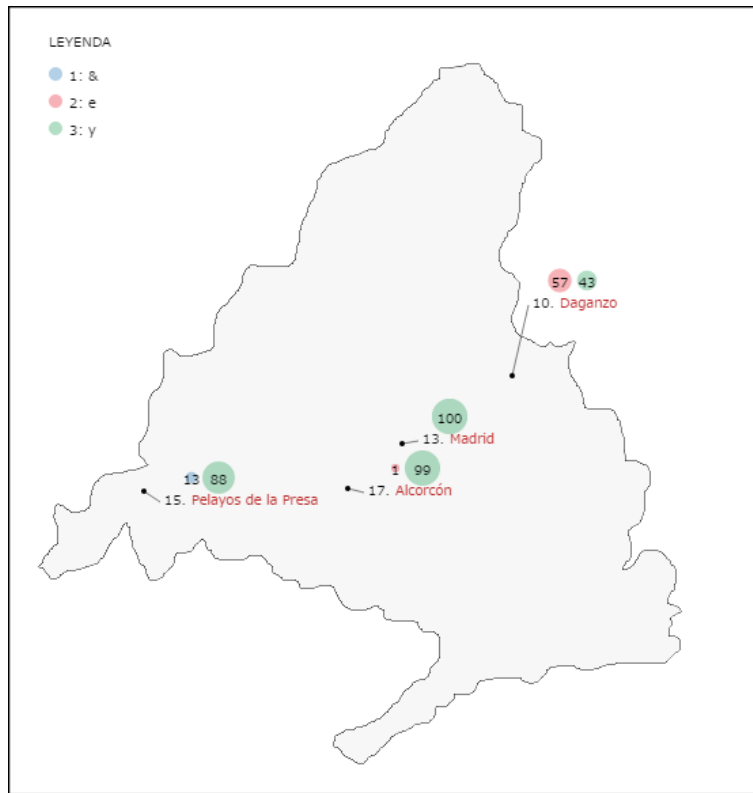 LEYENDA
1: &
2: e
3: y
57 43
10. Daganzo
100
13. Madrid
1 99
17. Alcorcón
13 88
15. Pelayos de la Presa